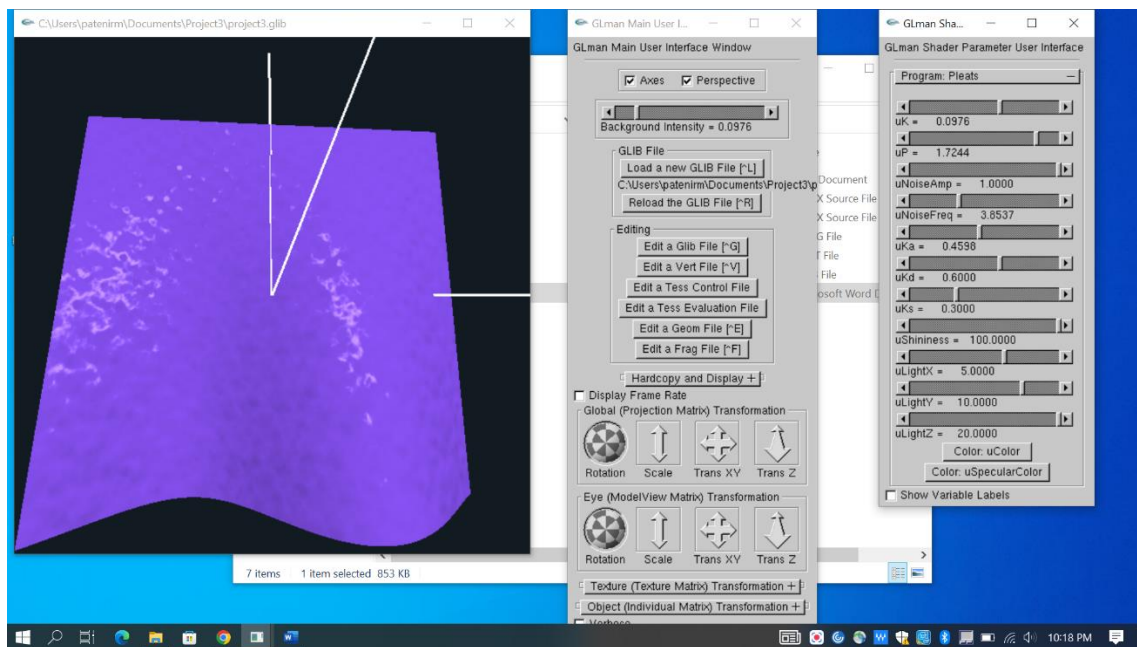 C:\Users\patenirm\Documents\Project3\project3.glib
GLman Main User I...
GLman Main User Interface Window
Axes
Perspective
Background Intensity = 0.0976
GLIB File
Load a new GLIB File [^L]
C:\Users\patenirm\Documents\Project3\p
Reload the GLIB File [^R]
Editing
Edit a Glib File [^G]
Edit a Vert File [^V]
Edit a Tess Control File
Edit a Tess Evaluation File
Edit a Geom File [^E]
Edit a Frag File [^F]
Hardcopy and Display +
Display Frame Rate
Global (Projection Matrix) Transformation
Rotation Scale Trans XY Trans Z
Eye (ModelView Matrix) Transformation
Rotation Scale Trans XY Trans Z
Texture (Texture Matrix) Transformation +
Object (Individual Matrix) Transformation +
Verbose
Document
X Source File
X Source File
G File
T File
File
osoft Word D
GLman Sha...
GLman Shader Parameter User Interface
Program: Pleats
uK = 0.0976
uP = 1.7244
uNoiseAmp = 1.0000
uNoiseFreq = 3.8537
uKa = 0.4598
uKd = 0.6000
uKs = 0.3000
uShininess = 100.0000
uLightX = 5.0000
uLightY = 10.0000
uLightZ = 20.0000
Color: uColor
Color: uSpecularColor
Show Variable Labels
7 items 1 item selected 853 KB
10:18 PM